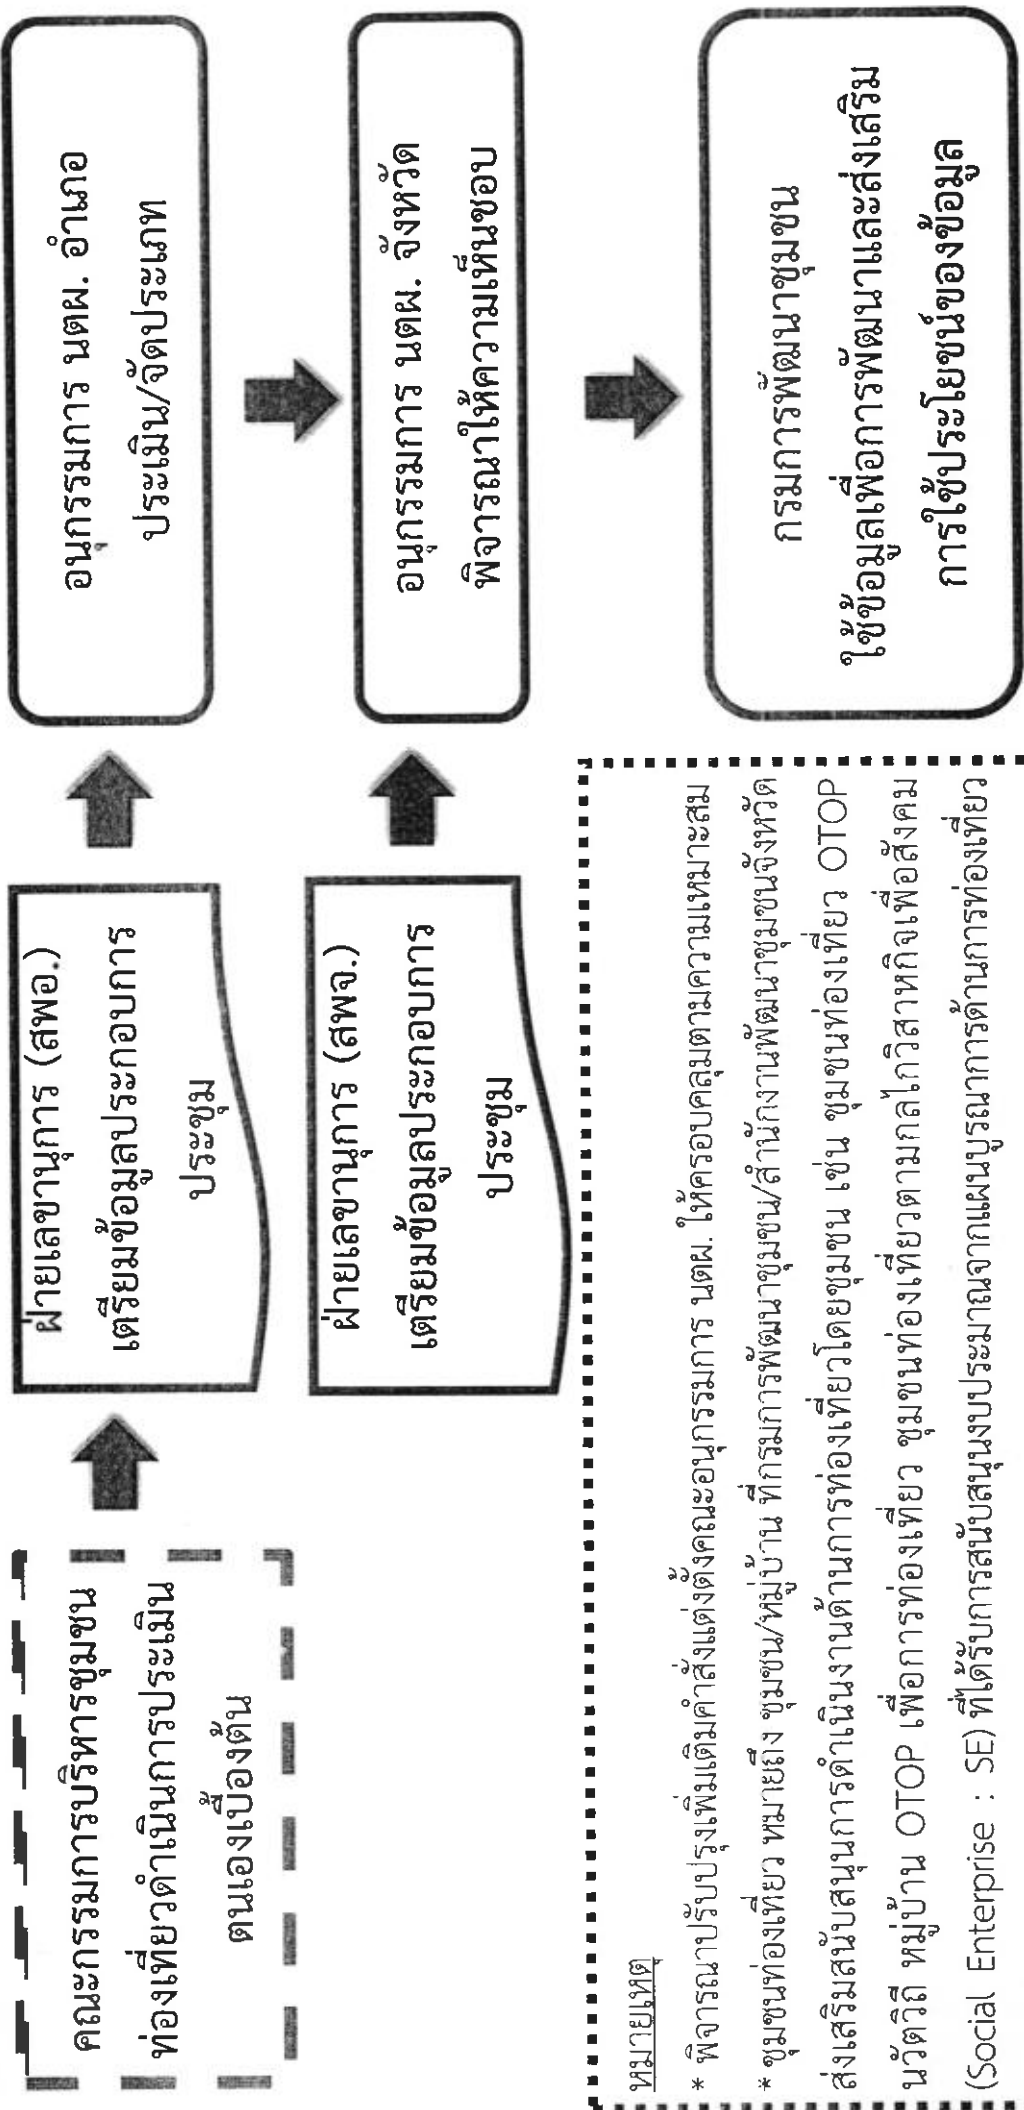 คณะกรรมการบริหารชุมชน
ท่องเที่ยวดำเนินการประเมิน
ตนเองเบื้องต้น
ฝ่ายเลขานุการ (สพอ.)
เตรียมข้อมูลประกอบการ
ประชุม
อนุกรรมการ นตผ. อำเภอ
ประเมิน/จัดประเภท
ฝ่ายเลขานุการ (สพจ.)
เตรียมข้อมูลประกอบการ
ประชุม
อนุกรรมการ นตผ. จังหวัด
พิจารณาให้ความเห็นชอบ
กรมการพัฒนาชุมชน
ใช้ข้อมูลเพื่อการพัฒนาและส่งเสริม
การใช้ประโยชน์ของข้อมูล
หมายเหตุ
* พิจารณาปรับปรุงเพิ่มเติมคำสั่งแต่งตั้งคณะอนุกรรมการ นตผ. ให้ครอบคลุมตามความเหมาะสม
* ชุมชนท่องเที่ยว หมายถึง ชุมชน/หมู่บ้าน ที่กรมการพัฒนาชุมชน/สำนักงานพัฒนาชุมชนจังหวัด
ส่งเสริมสนับสนุนการดำเนินงานด้านการท่องเที่ยวโดยชุมชน เช่น ชุมชนท่องเที่ยว OTOP
นวัตวิถี หมู่บ้าน OTOP เพื่อการท่องเที่ยว ชุมชนท่องเที่ยวตามกลไกวิสาหกิจเพื่อสังคม
(Social Enterprise : SE) ที่ได้รับการสนับสนุนงบประมาณจากแผนบูรณาการด้านการท่องเที่ยว